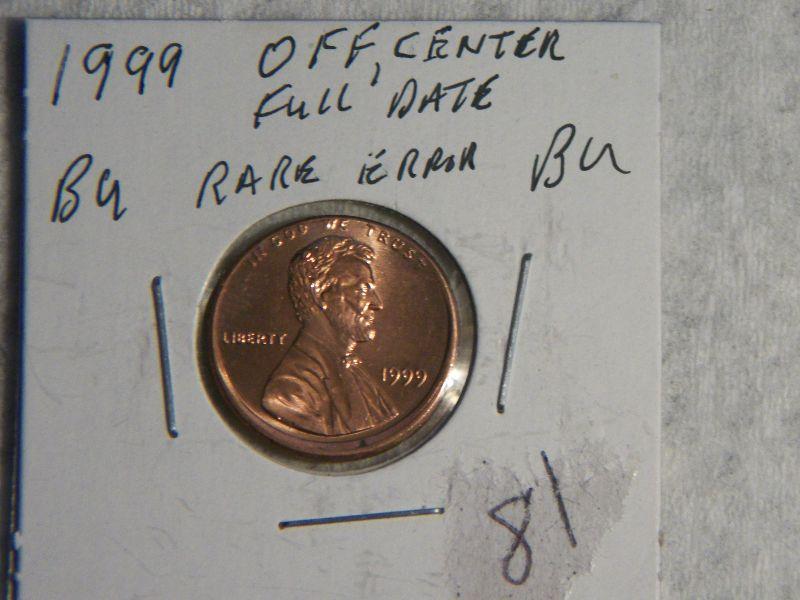 1999 OFF, CENTER
FULL DATE
BU RARE ERROR BU
IN GOD WE TRUST
LIBERTY
1999
81